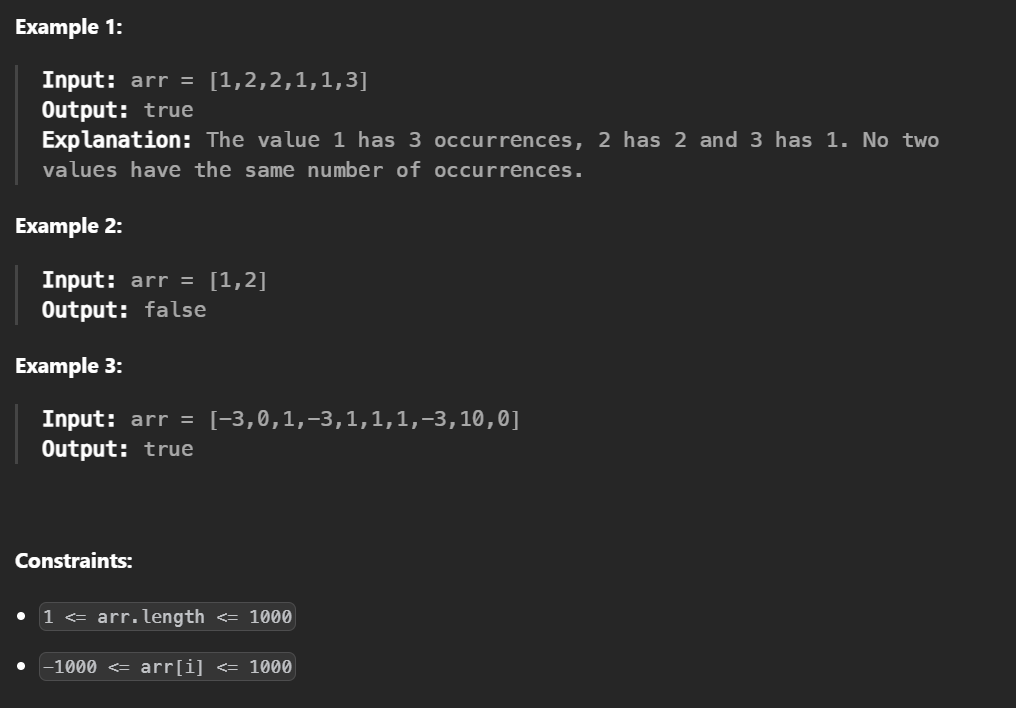 Example 1:
Input: arr = [1,2,2,1,1,3]
Output: true
Explanation: The value 1 has 3 occurrences, 2 has 2 and 3 has 1. No two
values have the same number of occurrences.
Example 2:
Input: arr = [1,2]
Output: false
Example 3:
Input: arr = [-3,0,1,-3,1,1,1,-3,10,0]
Output: true
Constraints:
1 <= arr.length <= 1000
-1000 <= arr[i] <= 1000